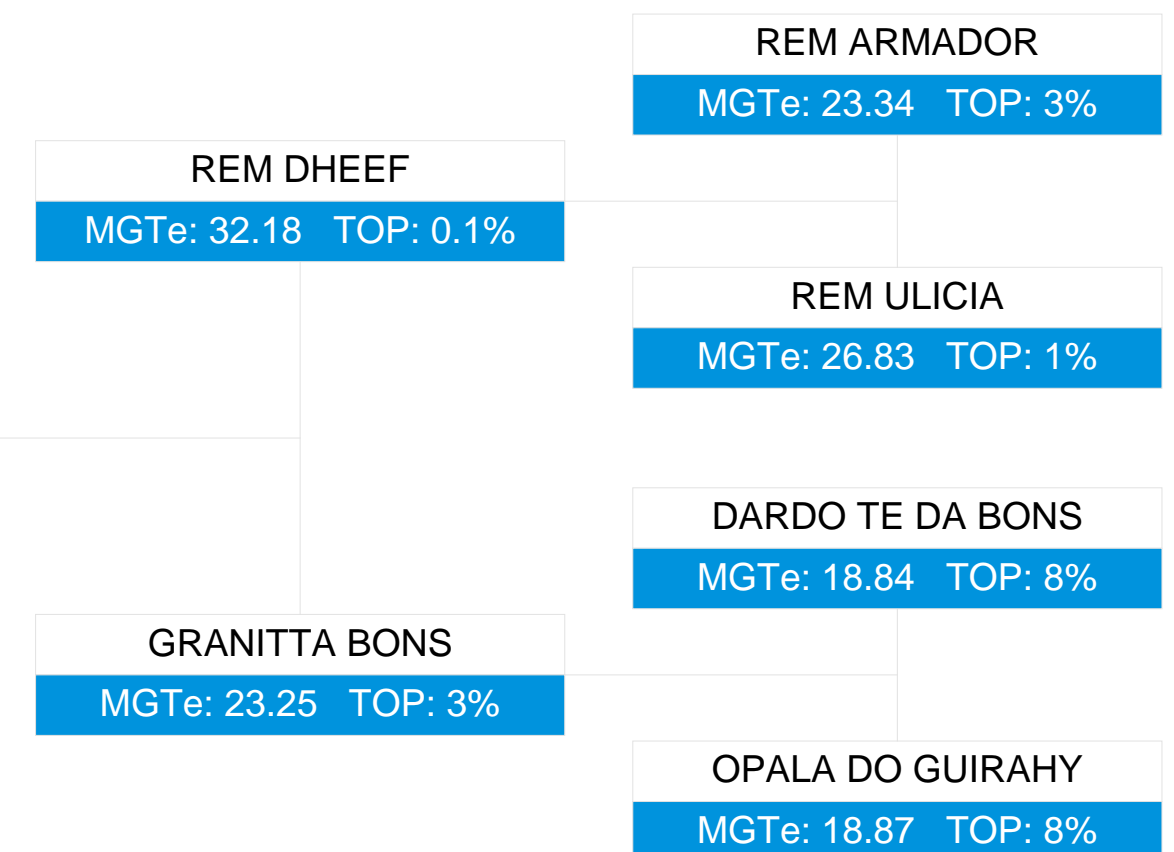 REM ARMADOR
MGTe: 23.34 TOP: 3%
REM DHEEF
MGTe: 32.18 TOP: 0.1%
REM ULICIA
MGTe: 26.83 TOP: 1%
DARDO TE DA BONS
MGTe: 18.84 TOP: 8%
GRANITTA BONS
MGTe: 23.25 TOP: 3%
OPALA DO GUIRAHY
MGTe: 18.87 TOP: 8%